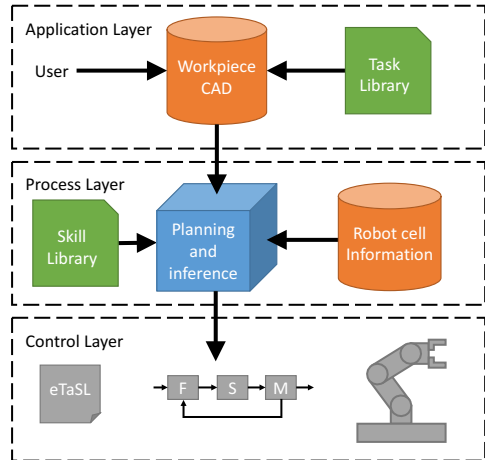 Application Layer
User
Workpiece
CAD
Task
Library
Process Layer
Skill
Library
Planning
and
inference
Robot cell
Information
Control Layer
eTaSL
F
S
M